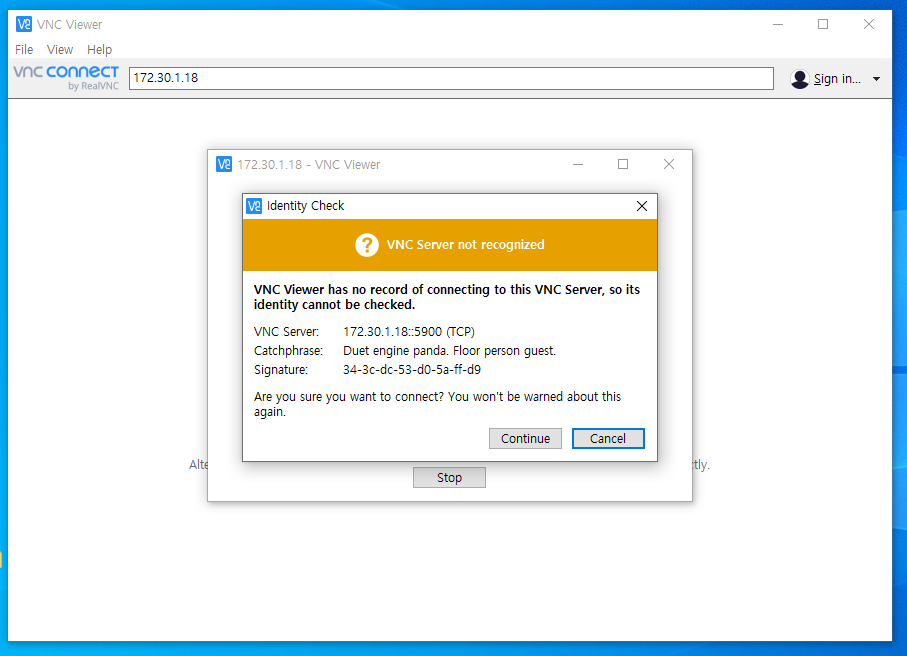 VNC Viewer
File View Help
vnc connect
by RealVNC
172.30.1.18
Sign in...
172.30.1.18 - VNC Viewer
Identity Check
VNC Server not recognized
VNC Viewer has no record of connecting to this VNC Server, so its
identity cannot be checked.
VNC Server: 172.30.1.18::5900 (TCP)
Catchphrase: Duet engine panda. Floor person guest.
Signature: 34-3c-dc-53-d0-5a-ff-d9
Are you sure you want to connect? You won't be warned about this
again.
Continue Cancel
Stop